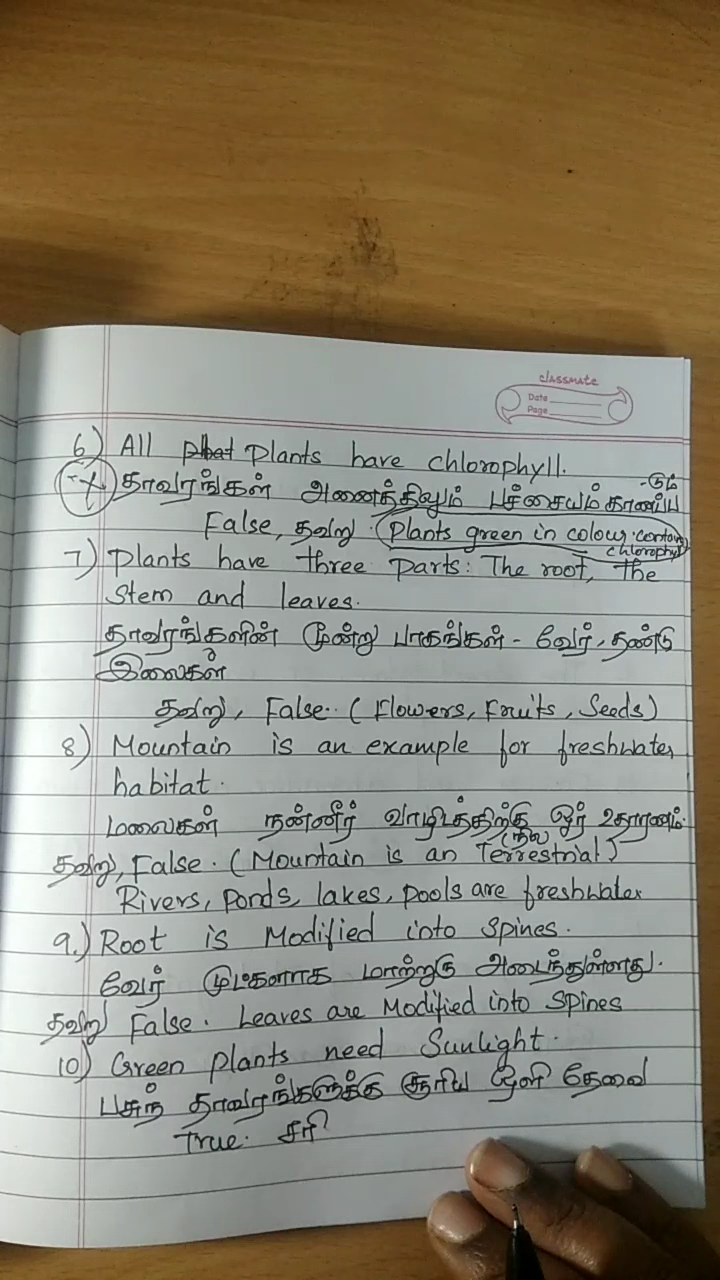 classmate
Date
Page
6) All plants have chlorophyll.
தாவரங்கள் அனைத்திலும் பச்சையம் காணப்ப
-டும்
False, தவறு. (Plants green in colour contain
chlorophyl
7) Plants have three parts: The root, the
Stem and leaves.
தாவரங்களின் மூன்று பாகங்கள் - வேர், தண்டு
இலைகள்
தவறு, False. (Flowers, Fruits, Seeds)
8) Mountain is an example for freshwater
habitat.
மலைகள் நன்னீர் வாழிடத்திற்கு ஓர் உதாரணம்.
(நில
தவறு, False. (Mountain is an Terrestrial)
Rivers, ponds, lakes, pools are freshwater
9.) Root is Modified into Spines.
வேர் முட்களாக மாற்றுரு அடைந்துள்ளது.
தவறு False. Leaves are Modified into Spines
10) Green plants need Sunlight.
பசுந் தாவரங்களுக்கு சூரிய ஒளி தேவை
True. சரி